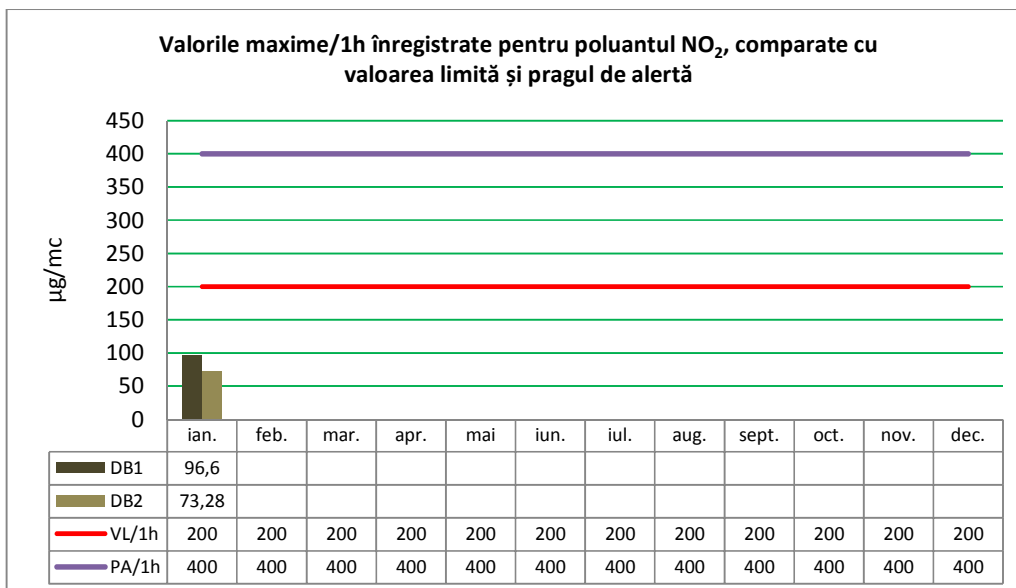 Valorile maxime/1h înregistrate pentru poluantul NO₂, comparate cu
valoarea limită și pragul de alertă
µg/mc
450
400
350
300
250
200
150
100
50
0
ian. feb. mar. apr. mai iun. iul. aug. sept. oct. nov. dec.
DB1 96,6
DB2 73,28
VL/1h 200 200 200 200 200 200 200 200 200 200 200 200
PA/1h 400 400 400 400 400 400 400 400 400 400 400 400